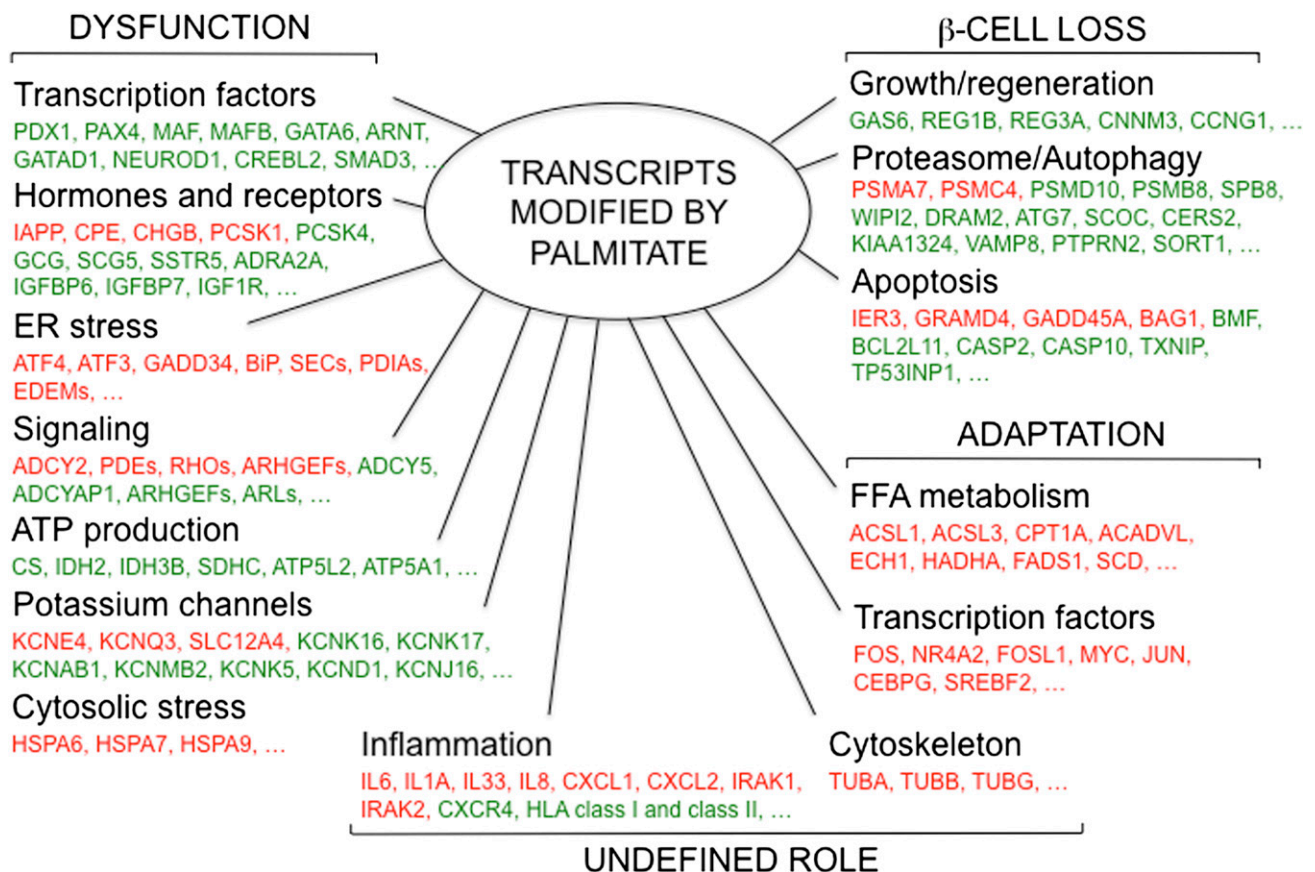 DYSFUNCTION
Transcription factors
PDX1, PAX4, MAF, MAFB, GATA6, ARNT,
GATAD1, NEUROD1, CREBL2, SMAD3, ...
Hormones and receptors
IAPP, CPE, CHGB, PCSK1, PCSK4,
GCG, SCG5, SSTR5, ADRA2A,
IGFBP6, IGFBP7, IGF1R, ...
ER stress
ATF4, ATF3, GADD34, BiP, SECs, PDIAs,
EDEMs, ...
Signaling
ADCY2, PDEs, RHOs, ARHGEFs, ADCY5,
ADCYAP1, ARHGEFs, ARLs, ...
ATP production
CS, IDH2, IDH3B, SDHC, ATP5L2, ATP5A1, ...
Potassium channels
KCNE4, KCNQ3, SLC12A4, KCNK16, KCNK17,
KCNAB1, KCNMB2, KCNK5, KCND1, KCNJ16, ...
Cytosolic stress
HSPA6, HSPA7, HSPA9, ...
TRANSCRIPTS
MODIFIED BY
PALMITATE
β-CELL LOSS
Growth/regeneration
GAS6, REG1B, REG3A, CNNM3, CCNG1, ...
Proteasome/Autophagy
PSMA7, PSMC4, PSMD10, PSMB8, SPB8,
WIPI2, DRAM2, ATG7, SCOC, CERS2,
KIAA1324, VAMP8, PTPRN2, SORT1, ...
Apoptosis
IER3, GRAMD4, GADD45A, BAG1, BMF,
BCL2L11, CASP2, CASP10, TXNIP,
TP53INP1, ...
ADAPTATION
FFA metabolism
ACSL1, ACSL3, CPT1A, ACADVL,
ECH1, HADHA, FADS1, SCD, ...
Transcription factors
FOS, NR4A2, FOSL1, MYC, JUN,
CEBPG, SREBF2, ...
Inflammation
IL6, IL1A, IL33, IL8, CXCL1, CXCL2, IRAK1,
IRAK2, CXCR4, HLA class I and class II, ...
Cytoskeleton
TUBA, TUBB, TUBG, ...
UNDEFINED ROLE